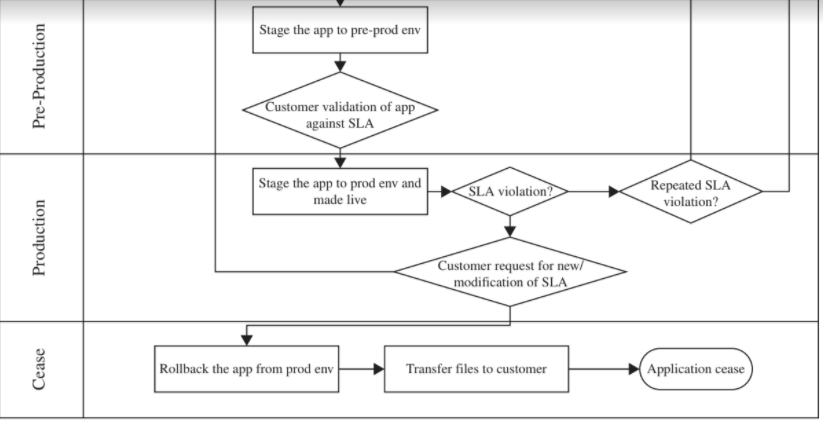 Pre-Production
Stage the app to pre-prod env
Customer validation of app
against SLA
Production
Stage the app to prod env and
made live
SLA violation?
Repeated SLA
violation?
Customer request for new/
modification of SLA
Cease
Rollback the app from prod env
Transfer files to customer
Application cease